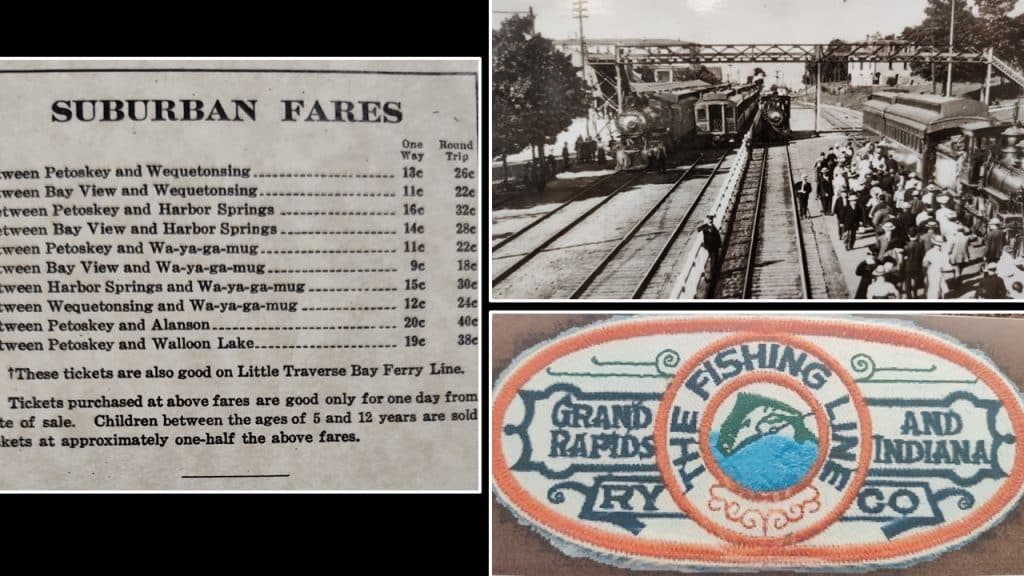 SUBURBAN FARES
One Round
Way Trip
tween Petoskey and Wequetonsing 13c 26c
tween Bay View and Wequetonsing 11c 22c
etween Petoskey and Harbor Springs 16c 32c
etween Bay View and Harbor Springs 14c 28c
tween Petoskey and Wa-ya-ga-mug 11c 22c
tween Bay View and Wa-ya-ga-mug 9c 18c
tween Harbor Springs and Wa-ya-ga-mug 15c 30c
tween Wequetonsing and Wa-ya-ga-mug 12c 24c
tween Petoskey and Alanson 20c 40c
tween Petoskey and Walloon Lake 19c 38c
†These tickets are also good on Little Traverse Bay Ferry Line.
Tickets purchased at above fares are good only for one day from
te of sale. Children between the ages of 5 and 12 years are sold
kets at approximately one-half the above fares.
THE FISHING LINE
GRAND RAPIDS
AND INDIANA
RY CO